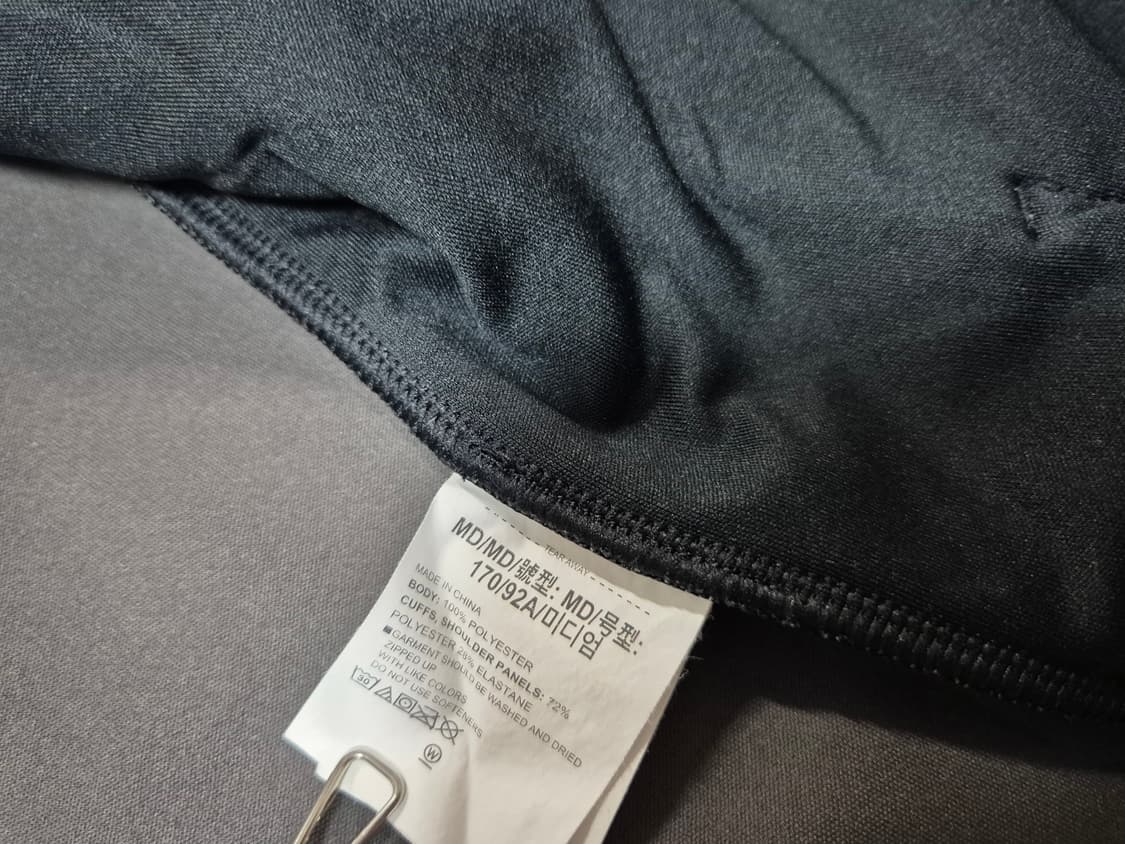 TEAR AWAY
MD/MD/號型: MD/号型:
170/92A/미디엄
MADE IN CHINA
BODY: 100% POLYESTER
CUFFS, SHOULDER PANELS: 72%
POLYESTER 28% ELASTANE
■GARMENT SHOULD BE WASHED AND DRIED
ZIPPED UP
WITH LIKE COLORS
DO NOT USE SOFTENERS
30
W